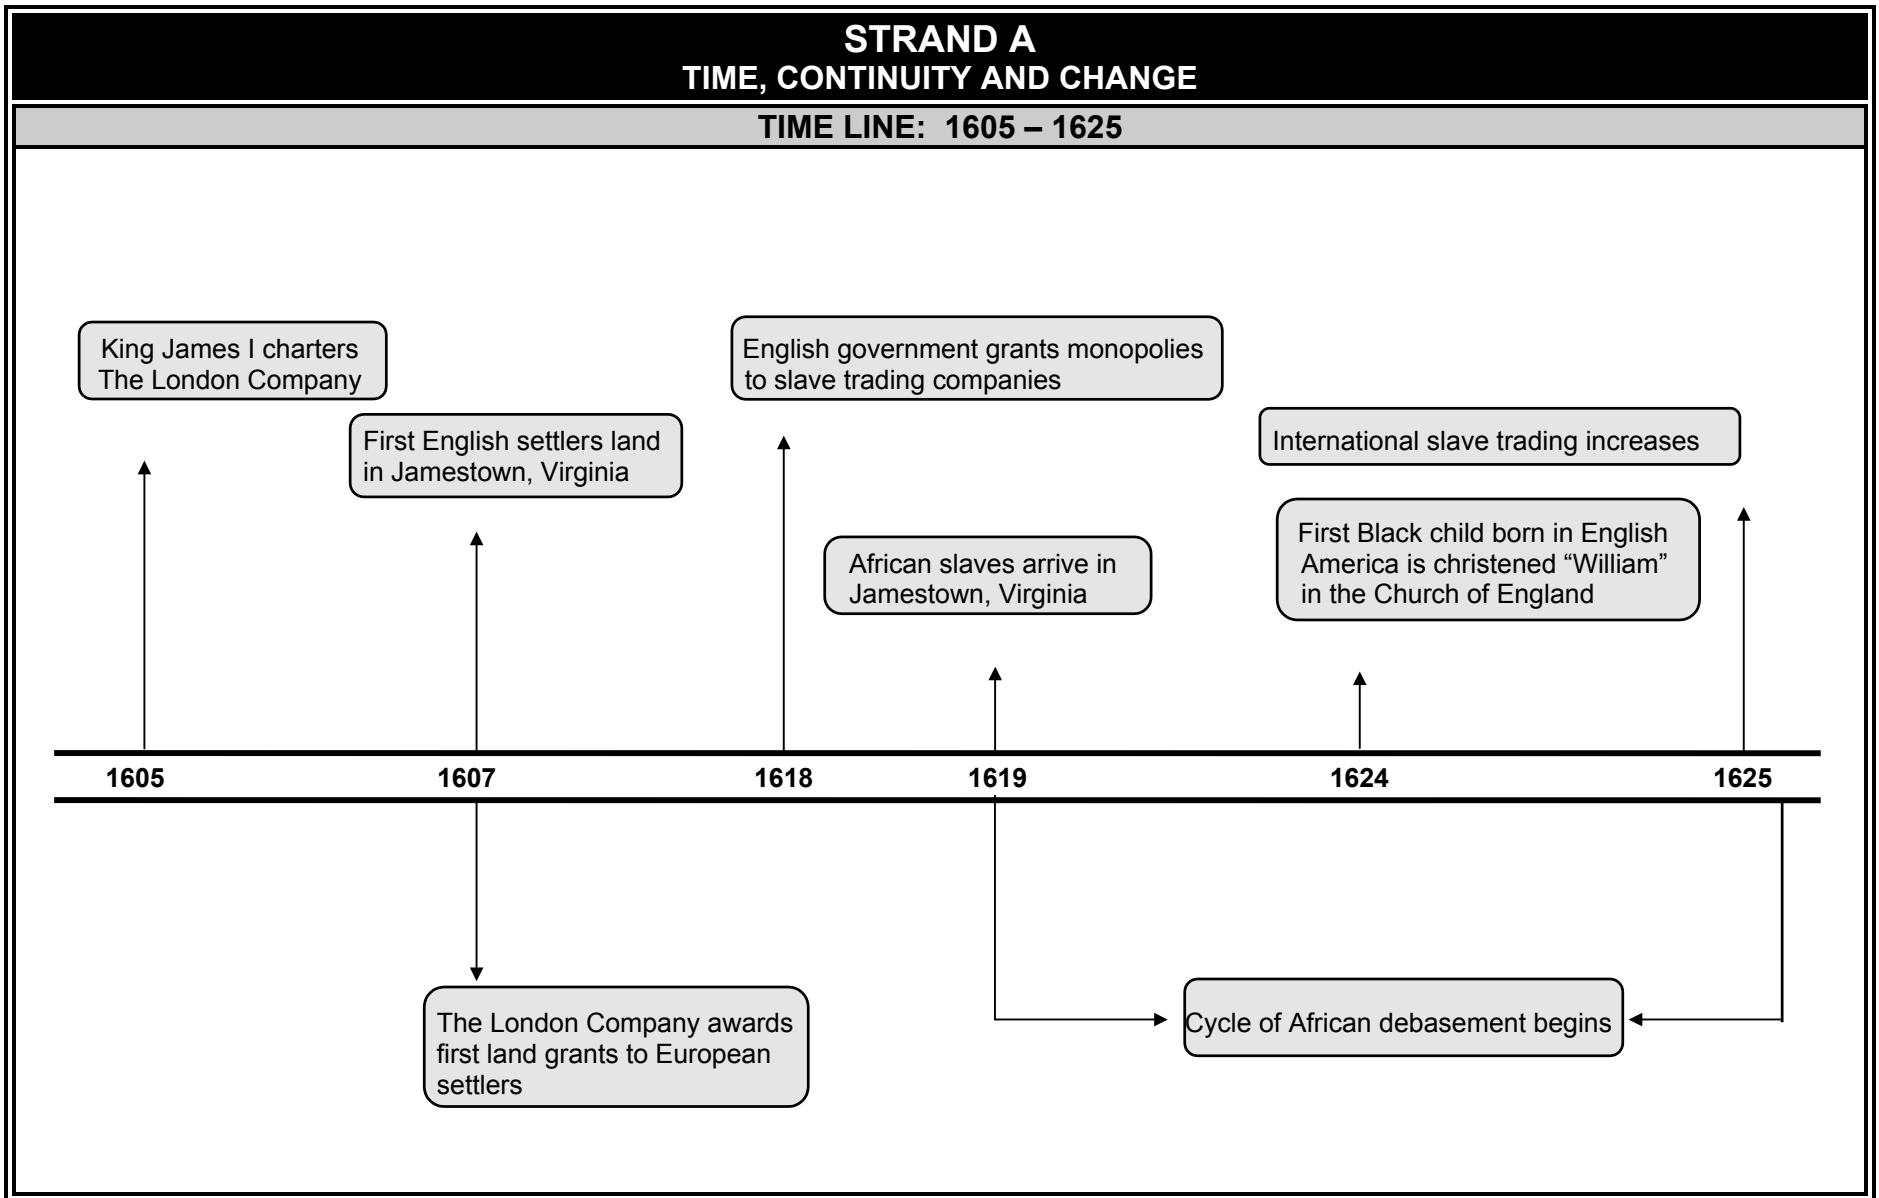 STRAND A
TIME, CONTINUITY AND CHANGE
TIME LINE: 1605 – 1625
King James I charters
The London Company
First English settlers land
in Jamestown, Virginia
English government grants monopolies
to slave trading companies
African slaves arrive in
Jamestown, Virginia
International slave trading increases
First Black child born in English
America is christened “William”
in the Church of England
1605
1607
1618
1619
1624
1625
The London Company awards
first land grants to European
settlers
Cycle of African debasement begins